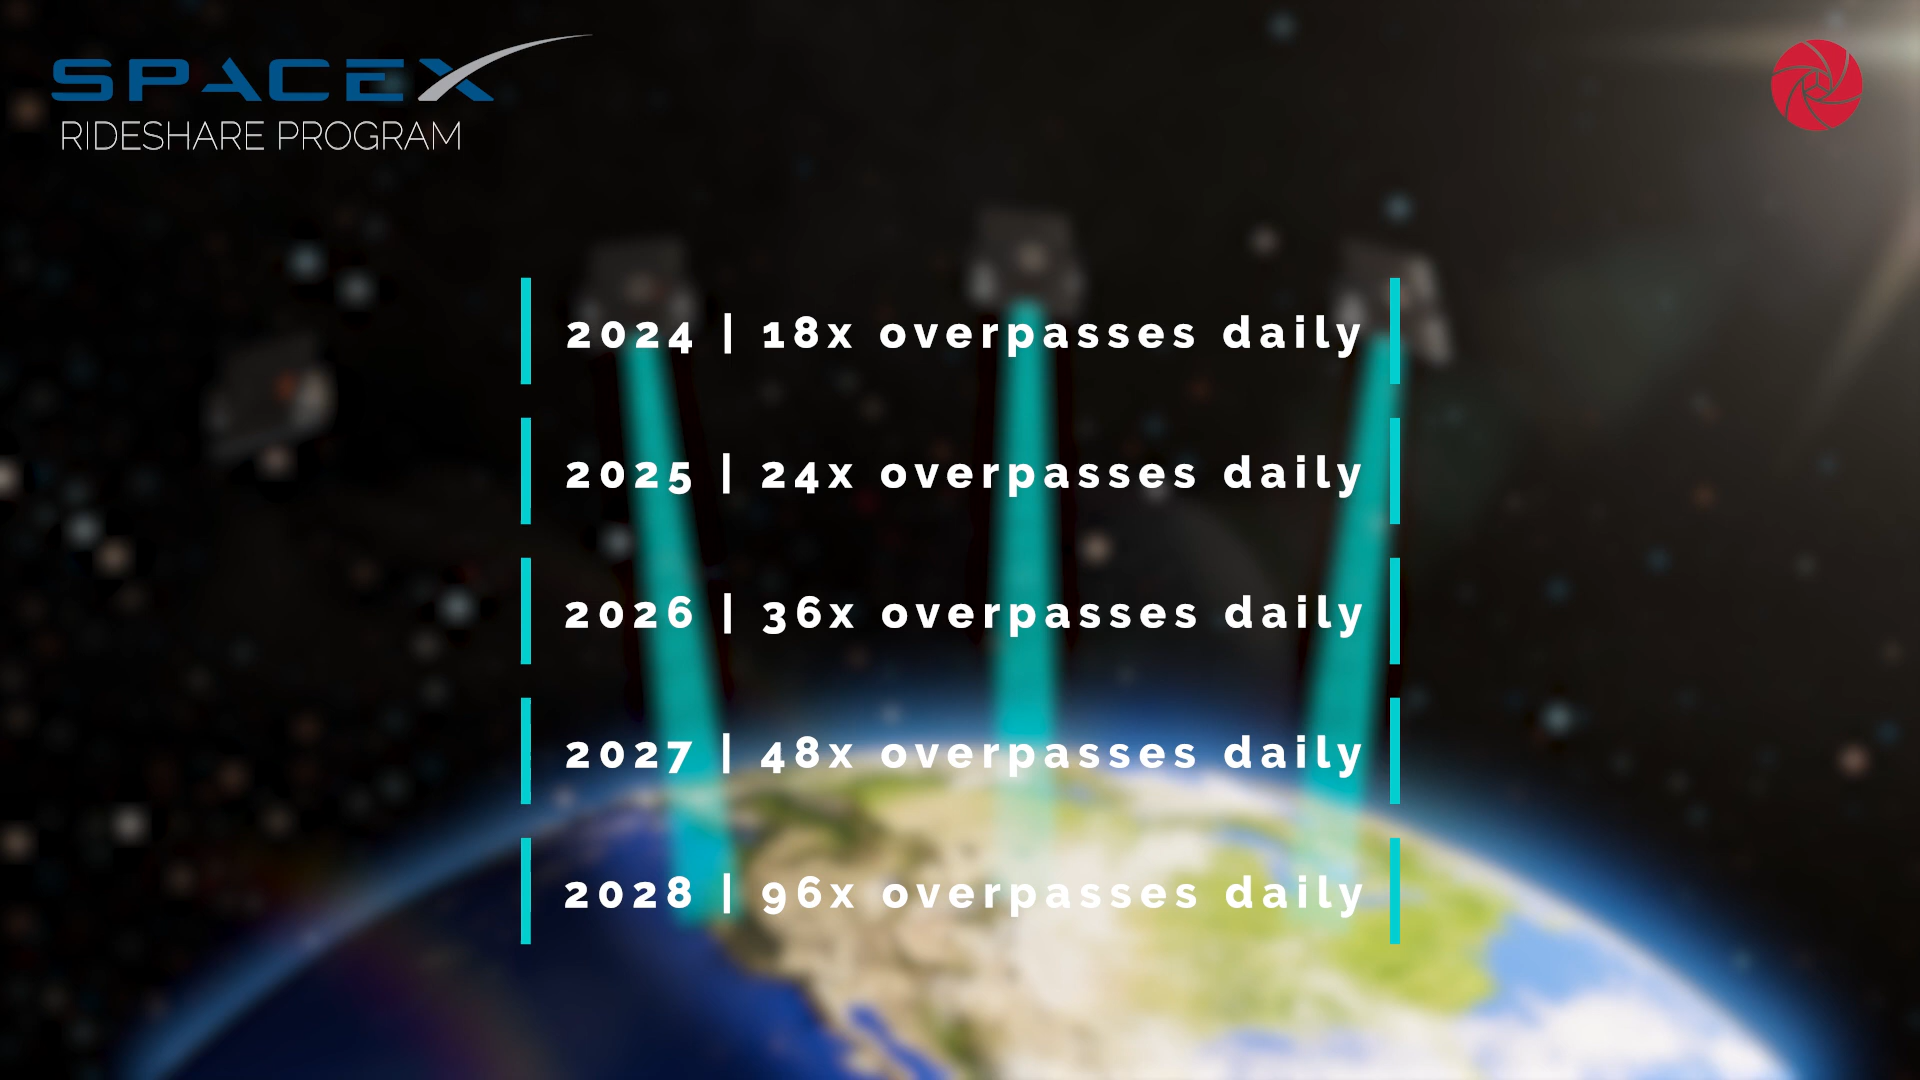 SPACEX
RIDESHARE PROGRAM
2024 | 18x overpasses daily
2025 | 24x overpasses daily
2026 | 36x overpasses daily
2027 | 48x overpasses daily
2028 | 96x overpasses daily